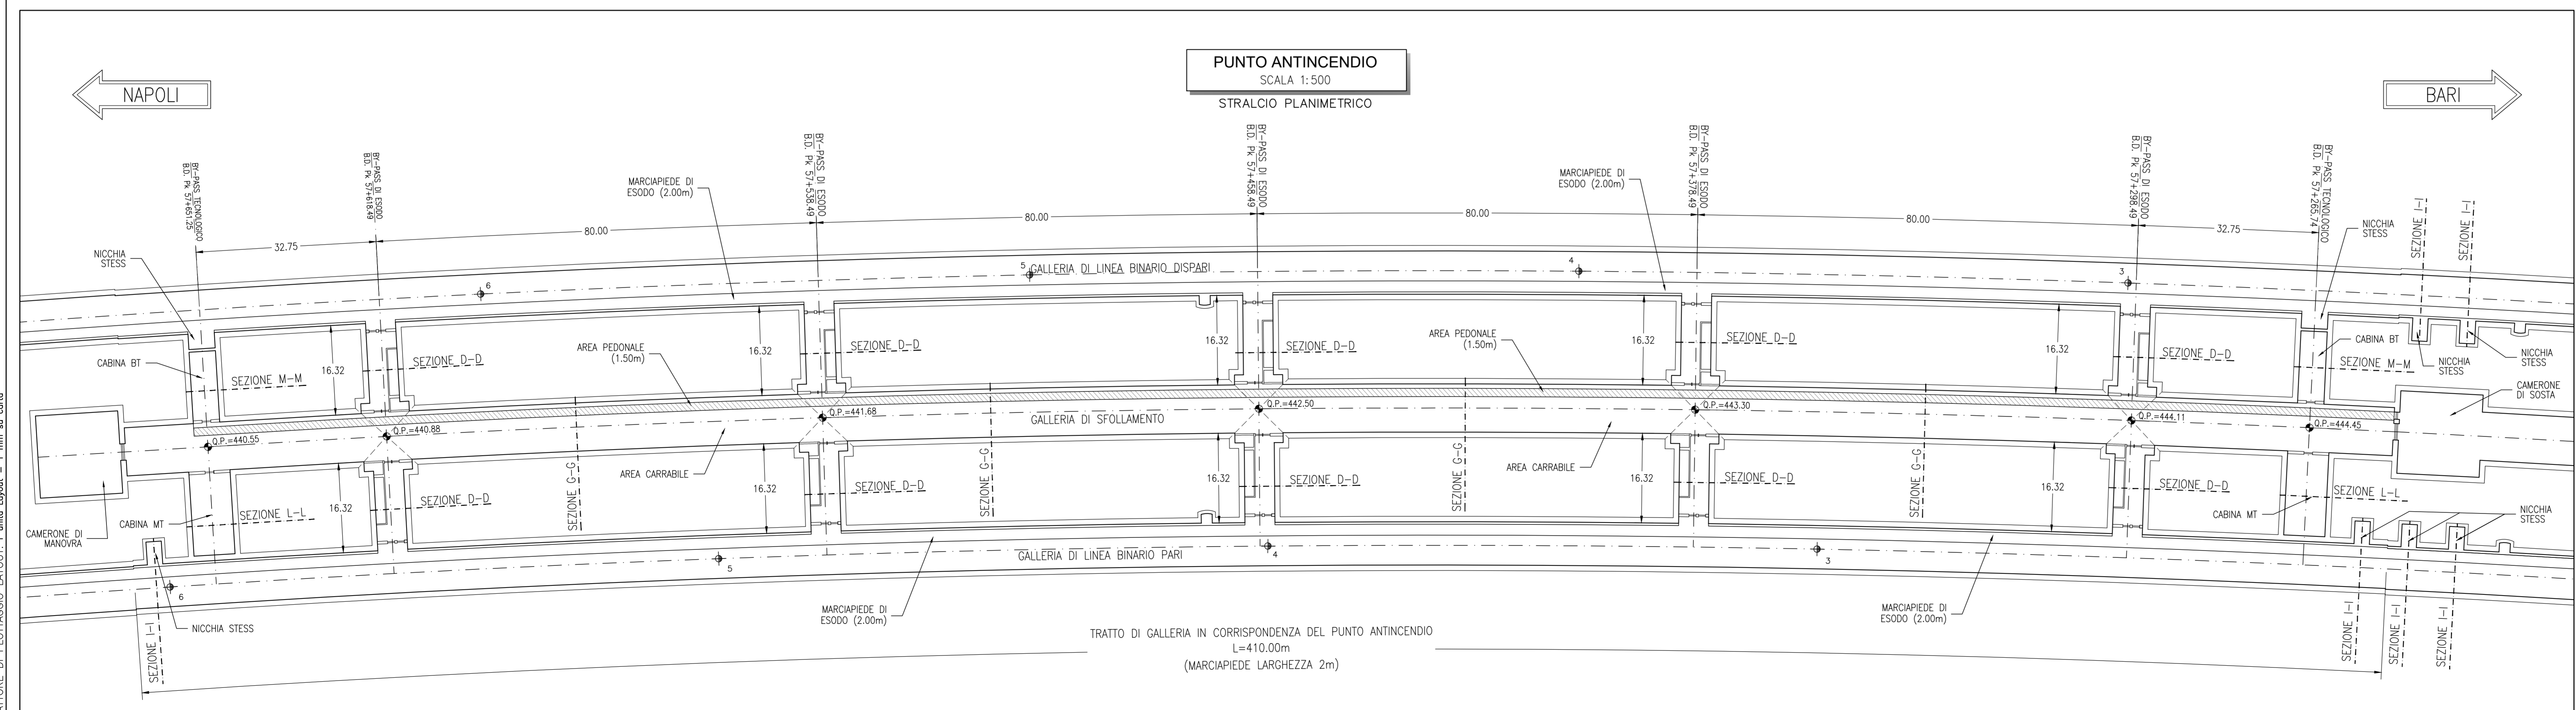 PUNTO ANTINCENDIO
SCALA 1:500
STRALCIO PLANIMETRICO
NAPOLI
BARI
BY-PASS TECNOLOGICO
B.D. Pk 57+651.25
BY-PASS DI ESODO
B.D. Pk 57+618.49
BY-PASS DI ESODO
B.D. Pk 57+538.49
BY-PASS DI ESODO
B.D. Pk 57+458.49
BY-PASS DI ESODO
B.D. Pk 57+378.49
BY-PASS DI ESODO
B.D. Pk 57+298.49
BY-PASS TECNOLOGICO
B.D. Pk 57+265.74
MARCIAPIEDE DI
ESODO (2.00m)
MARCIAPIEDE DI
ESODO (2.00m)
32.75
80.00
80.00
80.00
80.00
32.75
NICCHIA
STESS
NICCHIA
STESS
SEZIONE I-I
SEZIONE I-I
6
5
GALLERIA DI LINEA BINARIO DISPARI
4
3
CABINA BT
SEZIONE M-M
16.32
SEZIONE D-D
AREA PEDONALE
(1.50m)
16.32
SEZIONE D-D
16.32
SEZIONE D-D
AREA PEDONALE
(1.50m)
16.32
SEZIONE D-D
16.32
SEZIONE D-D
CABINA BT
SEZIONE M-M
NICCHIA
STESS
NICCHIA
STESS
CAMERONE
DI SOSTA
Q.P.=440.55
Q.P.=440.88
Q.P.=441.68
Q.P.=442.50
Q.P.=443.30
Q.P.=444.11
Q.P.=444.45
GALLERIA DI SFOLLAMENTO
AREA CARRABILE
AREA CARRABILE
SEZIONE G-G
SEZIONE G-G
SEZIONE G-G
SEZIONE G-G
CAMERONE DI
MANOVRA
CABINA MT
SEZIONE L-L
16.32
SEZIONE D-D
16.32
SEZIONE D-D
16.32
SEZIONE D-D
16.32
SEZIONE D-D
16.32
SEZIONE D-D
SEZIONE L-L
CABINA MT
NICCHIA
STESS
6
5
GALLERIA DI LINEA BINARIO PARI
4
3
NICCHIA STESS
SEZIONE I-I
MARCIAPIEDE DI
ESODO (2.00m)
MARCIAPIEDE DI
ESODO (2.00m)
SEZIONE I-I
SEZIONE I-I
SEZIONE I-I
TRATTO DI GALLERIA IN CORRISPONDENZA DEL PUNTO ANTINCENDIO
L=410.00m
(MARCIAPIEDE LARGHEZZA 2m)